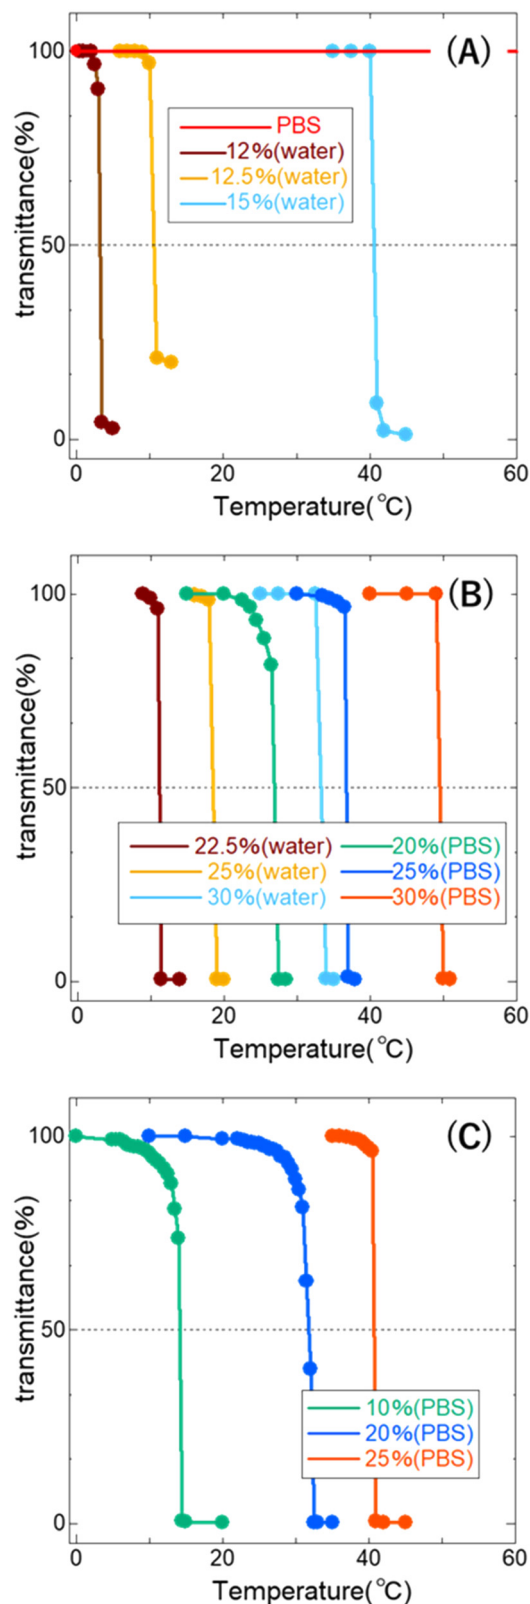 (A)
transmittance(%)
100
50
0
PBS
12%(water)
12.5%(water)
15%(water)
0 20 40 60
Temperature(℃)
(B)
transmittance(%)
100
50
0
22.5%(water) 20%(PBS)
25%(water) 25%(PBS)
30%(water) 30%(PBS)
0 20 40 60
Temperature(℃)
(C)
transmittance(%)
100
50
0
10%(PBS)
20%(PBS)
25%(PBS)
0 20 40 60
Temperature(℃)